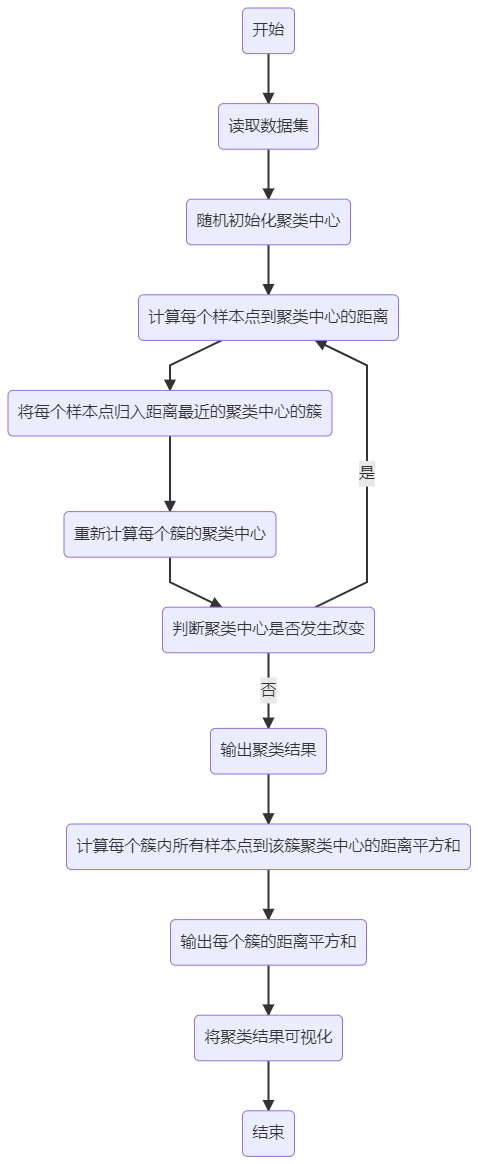 开始
读取数据集
随机初始化聚类中心
计算每个样本点到聚类中心的距离
将每个样本点归入距离最近的聚类中心的簇
是
重新计算每个簇的聚类中心
判断聚类中心是否发生改变
否
输出聚类结果
计算每个簇内所有样本点到该簇聚类中心的距离平方和
输出每个簇的距离平方和
将聚类结果可视化
结束